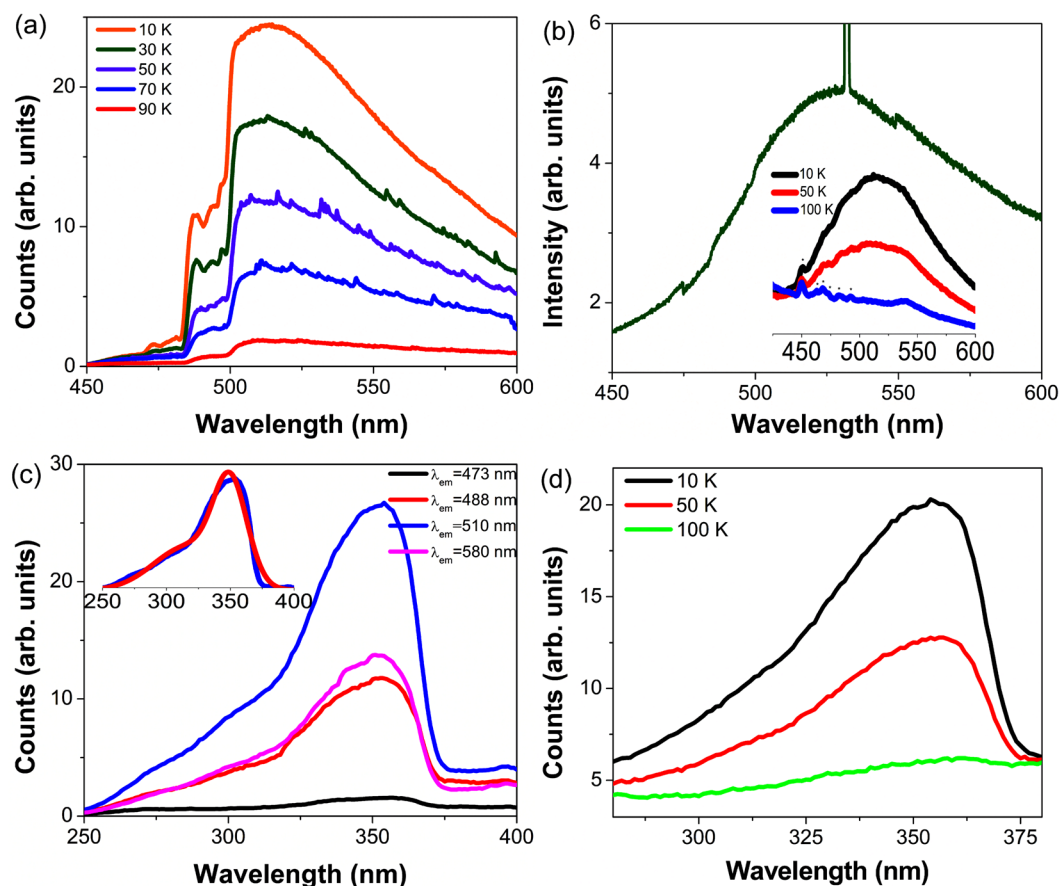 (a)
10 K
30 K
50 K
70 K
90 K
20
10
0
450 500 550 600
Counts (arb. units)
Wavelength (nm)
(b)
6
4
2
10 K
50 K
100 K
450 500 550 600
450 500 550 600
Intensity (arb. units)
Wavelength (nm)
(c)
30
20
10
0
λem=473 nm
λem=488 nm
λem=510 nm
λem=580 nm
250 300 350 400
250 300 350 400
Counts (arb. units)
Wavelength (nm)
(d)
10 K
50 K
100 K
20
15
10
5
300 325 350 375
Counts (arb. units)
Wavelength (nm)